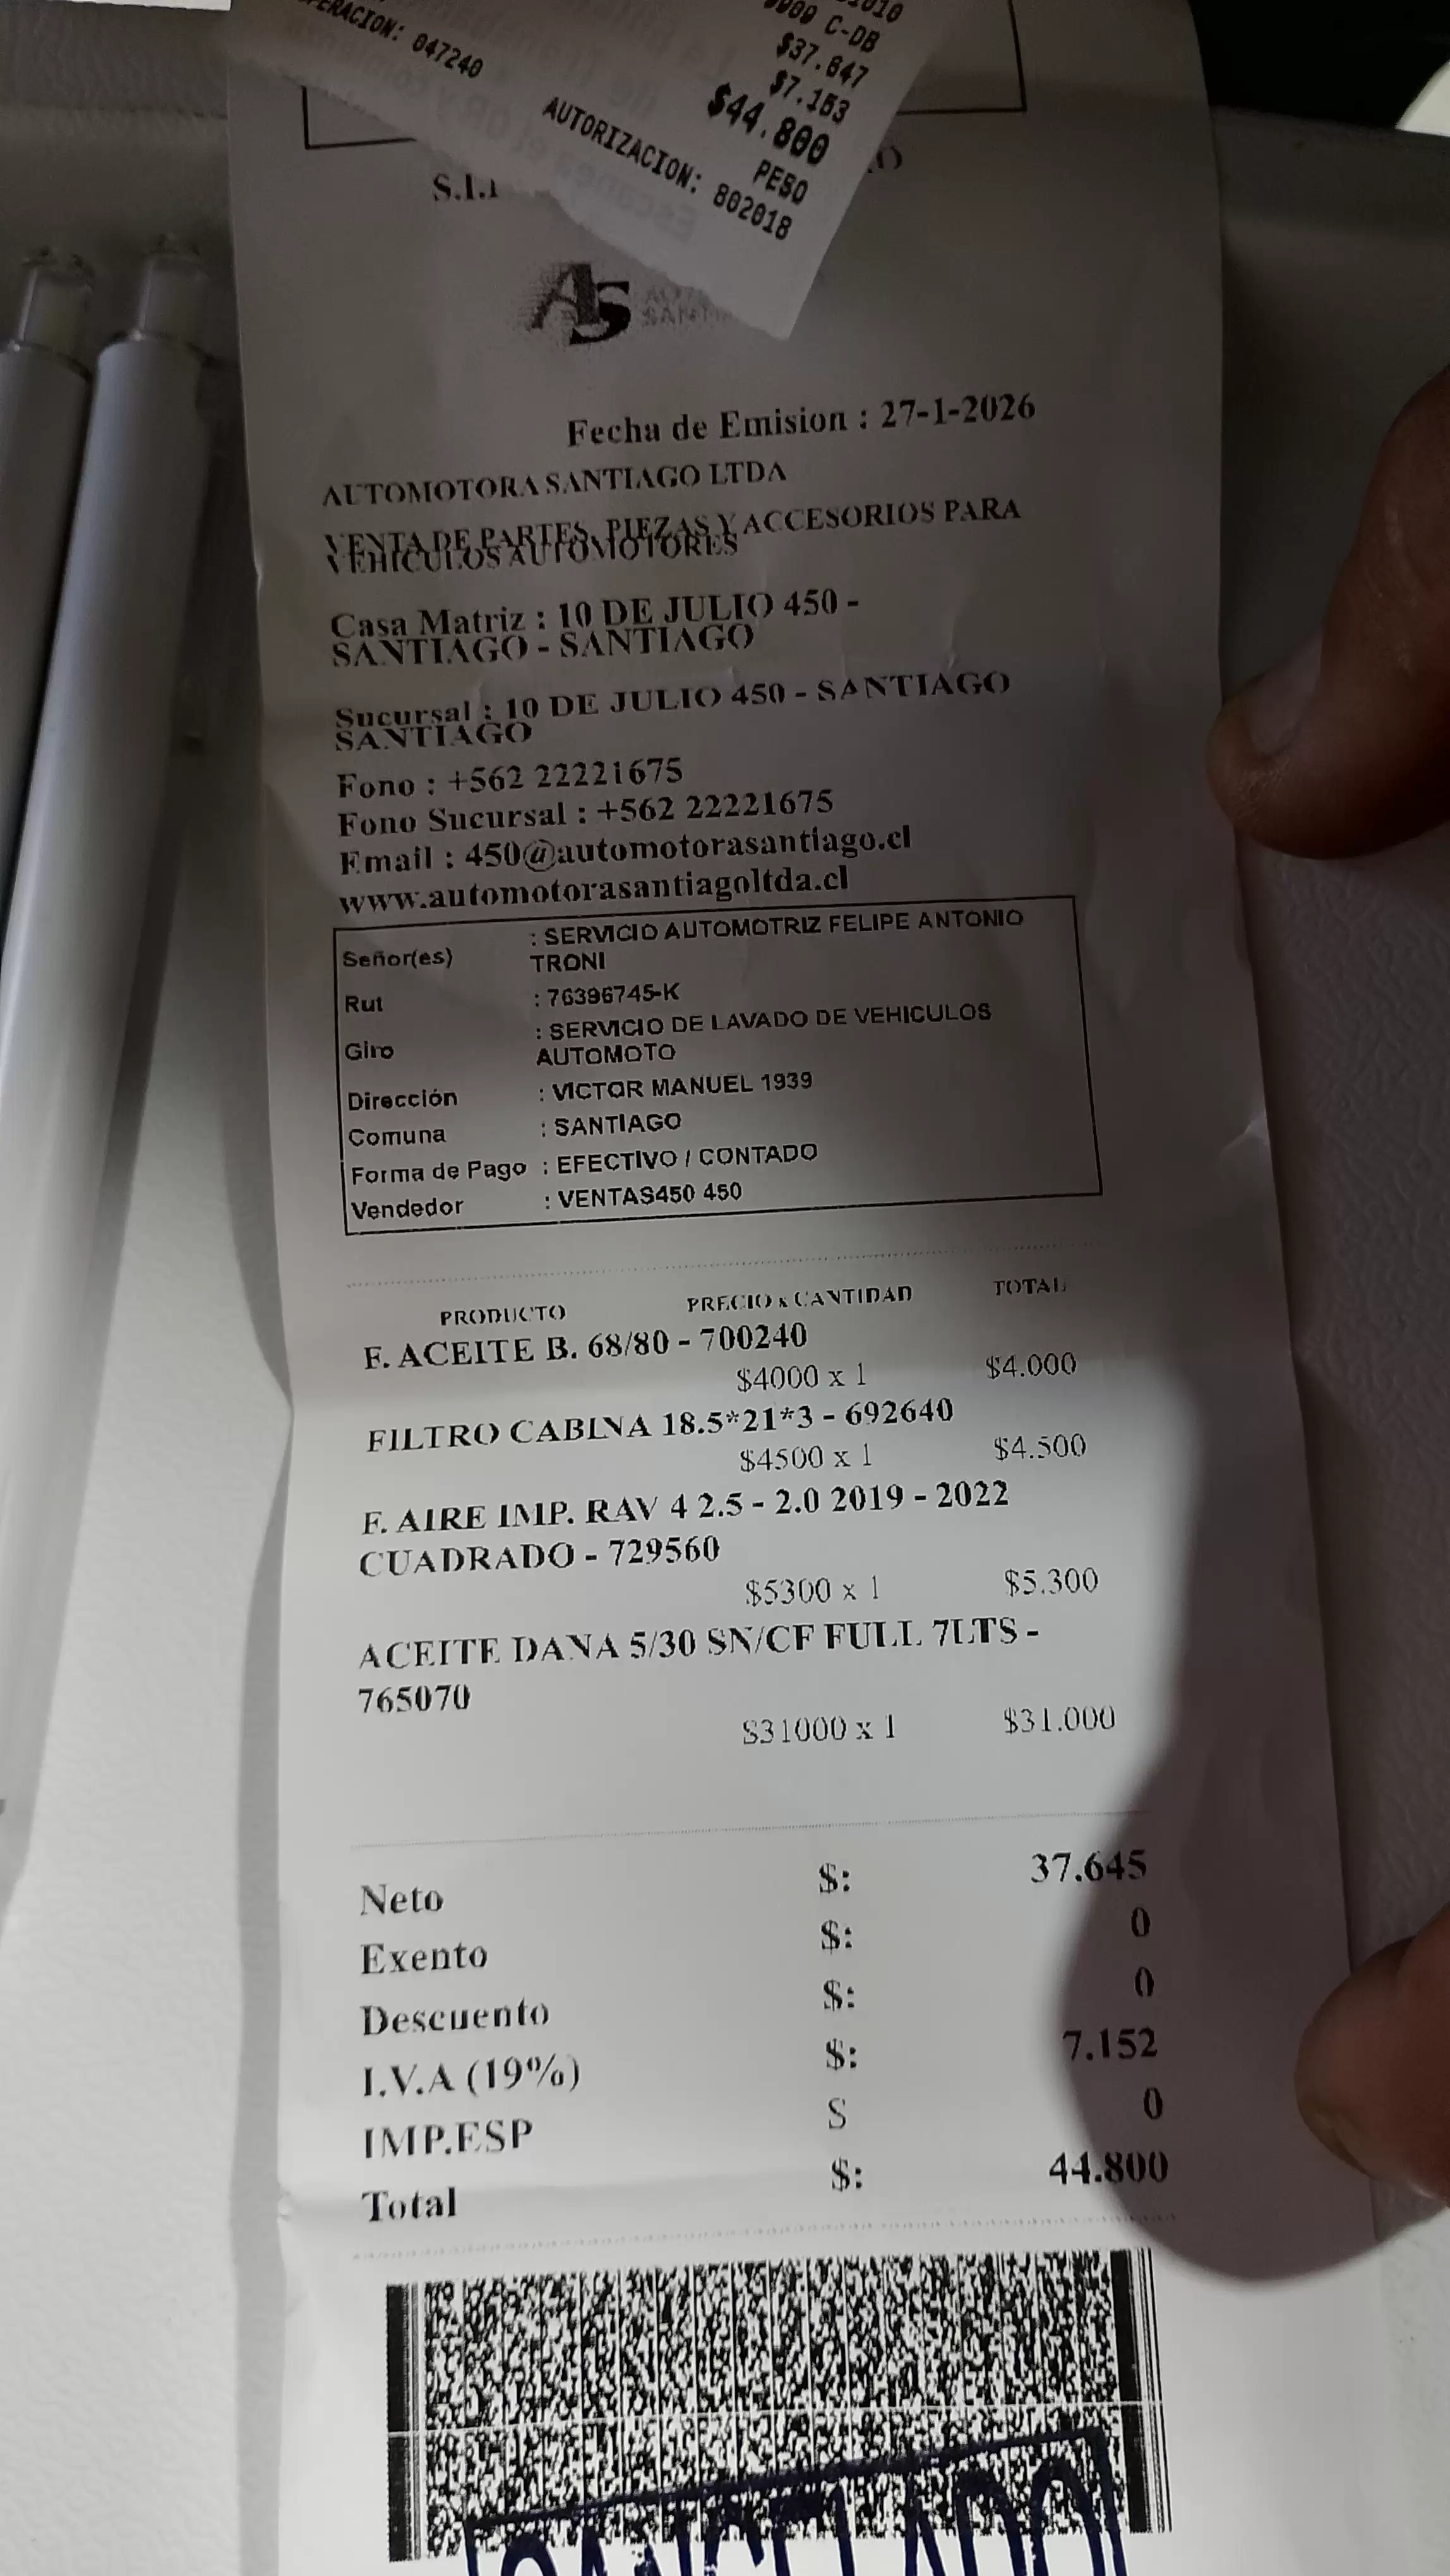 C-DB
$37.647
$7.153
$44.800
PESO
OPERACION: 047240
AUTORIZACION: 802018
AS
Fecha de Emision : 27-1-2026
AUTOMOTORA SANTIAGO LTDA
VENTA DE PARTES, PIEZAS Y ACCESORIOS PARA
VEHICULOS AUTOMOTORES
Casa Matriz : 10 DE JULIO 450 -
SANTIAGO - SANTIAGO
Sucursal : 10 DE JULIO 450 - SANTIAGO
SANTIAGO
Fono : +562 22221675
Fono Sucursal : +562 22221675
Email : 450@automotorasantiago.cl
www.automotorasantiagoltda.cl
Señor(es) : SERVICIO AUTOMOTRIZ FELIPE ANTONIO
TRONI
Rut : 76396745-K
Giro : SERVICIO DE LAVADO DE VEHICULOS
AUTOMOTO
Dirección : VICTOR MANUEL 1939
Comuna : SANTIAGO
Forma de Pago : EFECTIVO / CONTADO
Vendedor : VENTAS450 450
PRODUCTO PRECIO x CANTIDAD TOTAL
F. ACEITE B. 68/80 - 700240
$4000 x 1 $4.000
FILTRO CABINA 18.5*21*3 - 692640
$4500 x 1 $4.500
F. AIRE IMP. RAV 4 2.5 - 2.0 2019 - 2022
CUADRADO - 729560
$5300 x 1 $5.300
ACEITE DANA 5/30 SN/CF FULL 7LTS -
765070
$31000 x 1 $31.000
Neto $: 37.645
Exento $: 0
Descuento $: 0
I.V.A (19%) $: 7.152
IMP.ESP $ 0
Total $: 44.800
CANCELADO